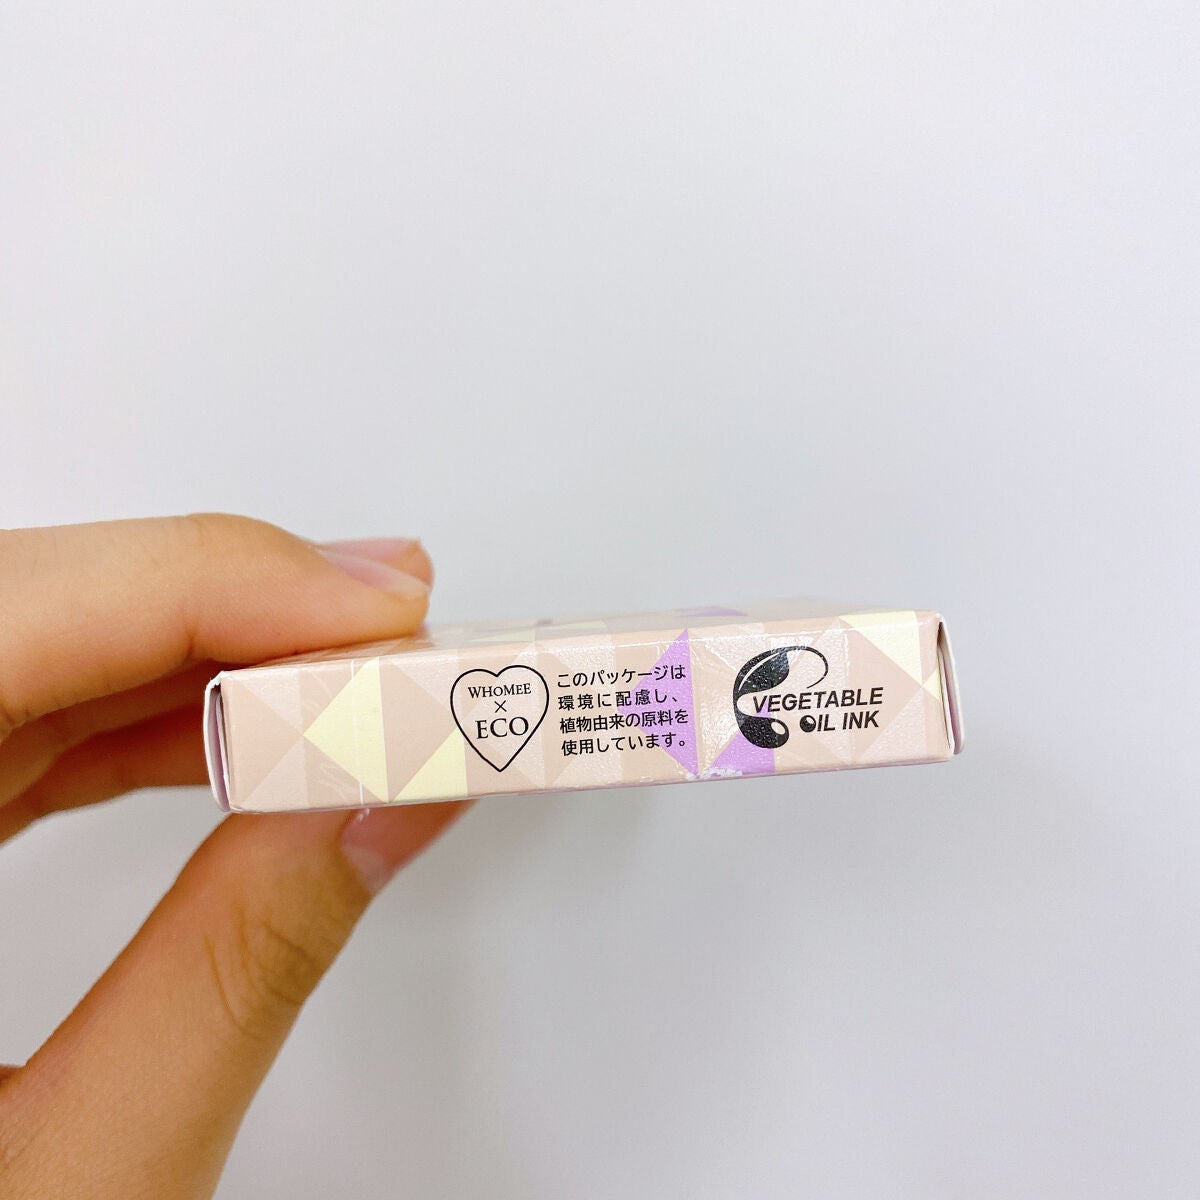 WHOMEE
×
ECO
このパッケージは
環境に配慮し、
植物由来の原料を
使用しています。
VEGETABLE
OIL INK